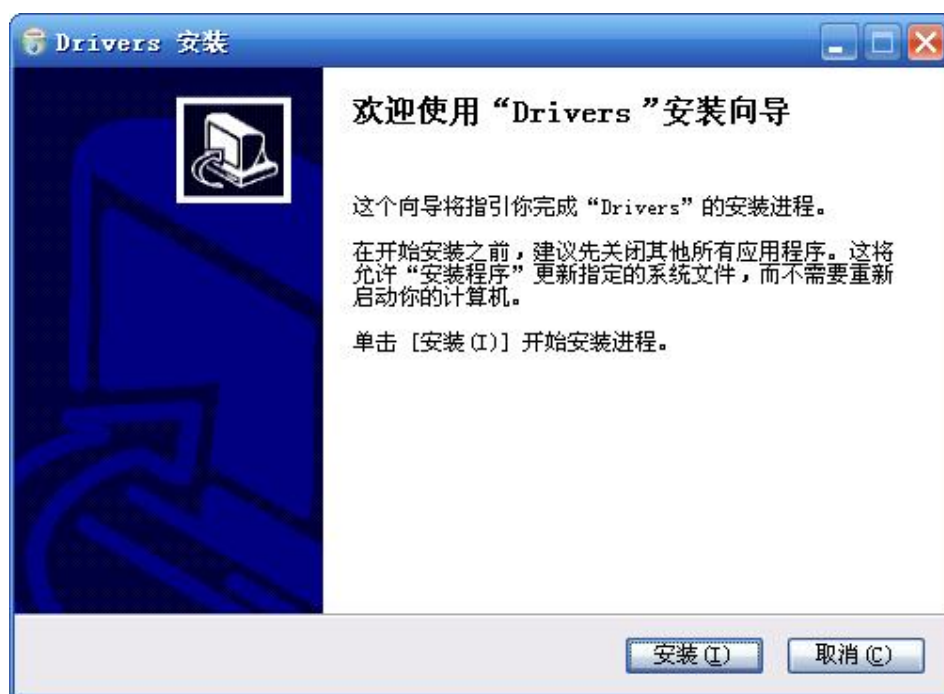 Drivers 安装
欢迎使用“Drivers”安装向导
这个向导将指引你完成“Drivers”的安装进程。
在开始安装之前，建议先关闭其他所有应用程序。这将
允许“安装程序”更新指定的系统文件，而不需要重新
启动你的计算机。
单击 [安装(I)] 开始安装进程。
安装(I) 取消(C)